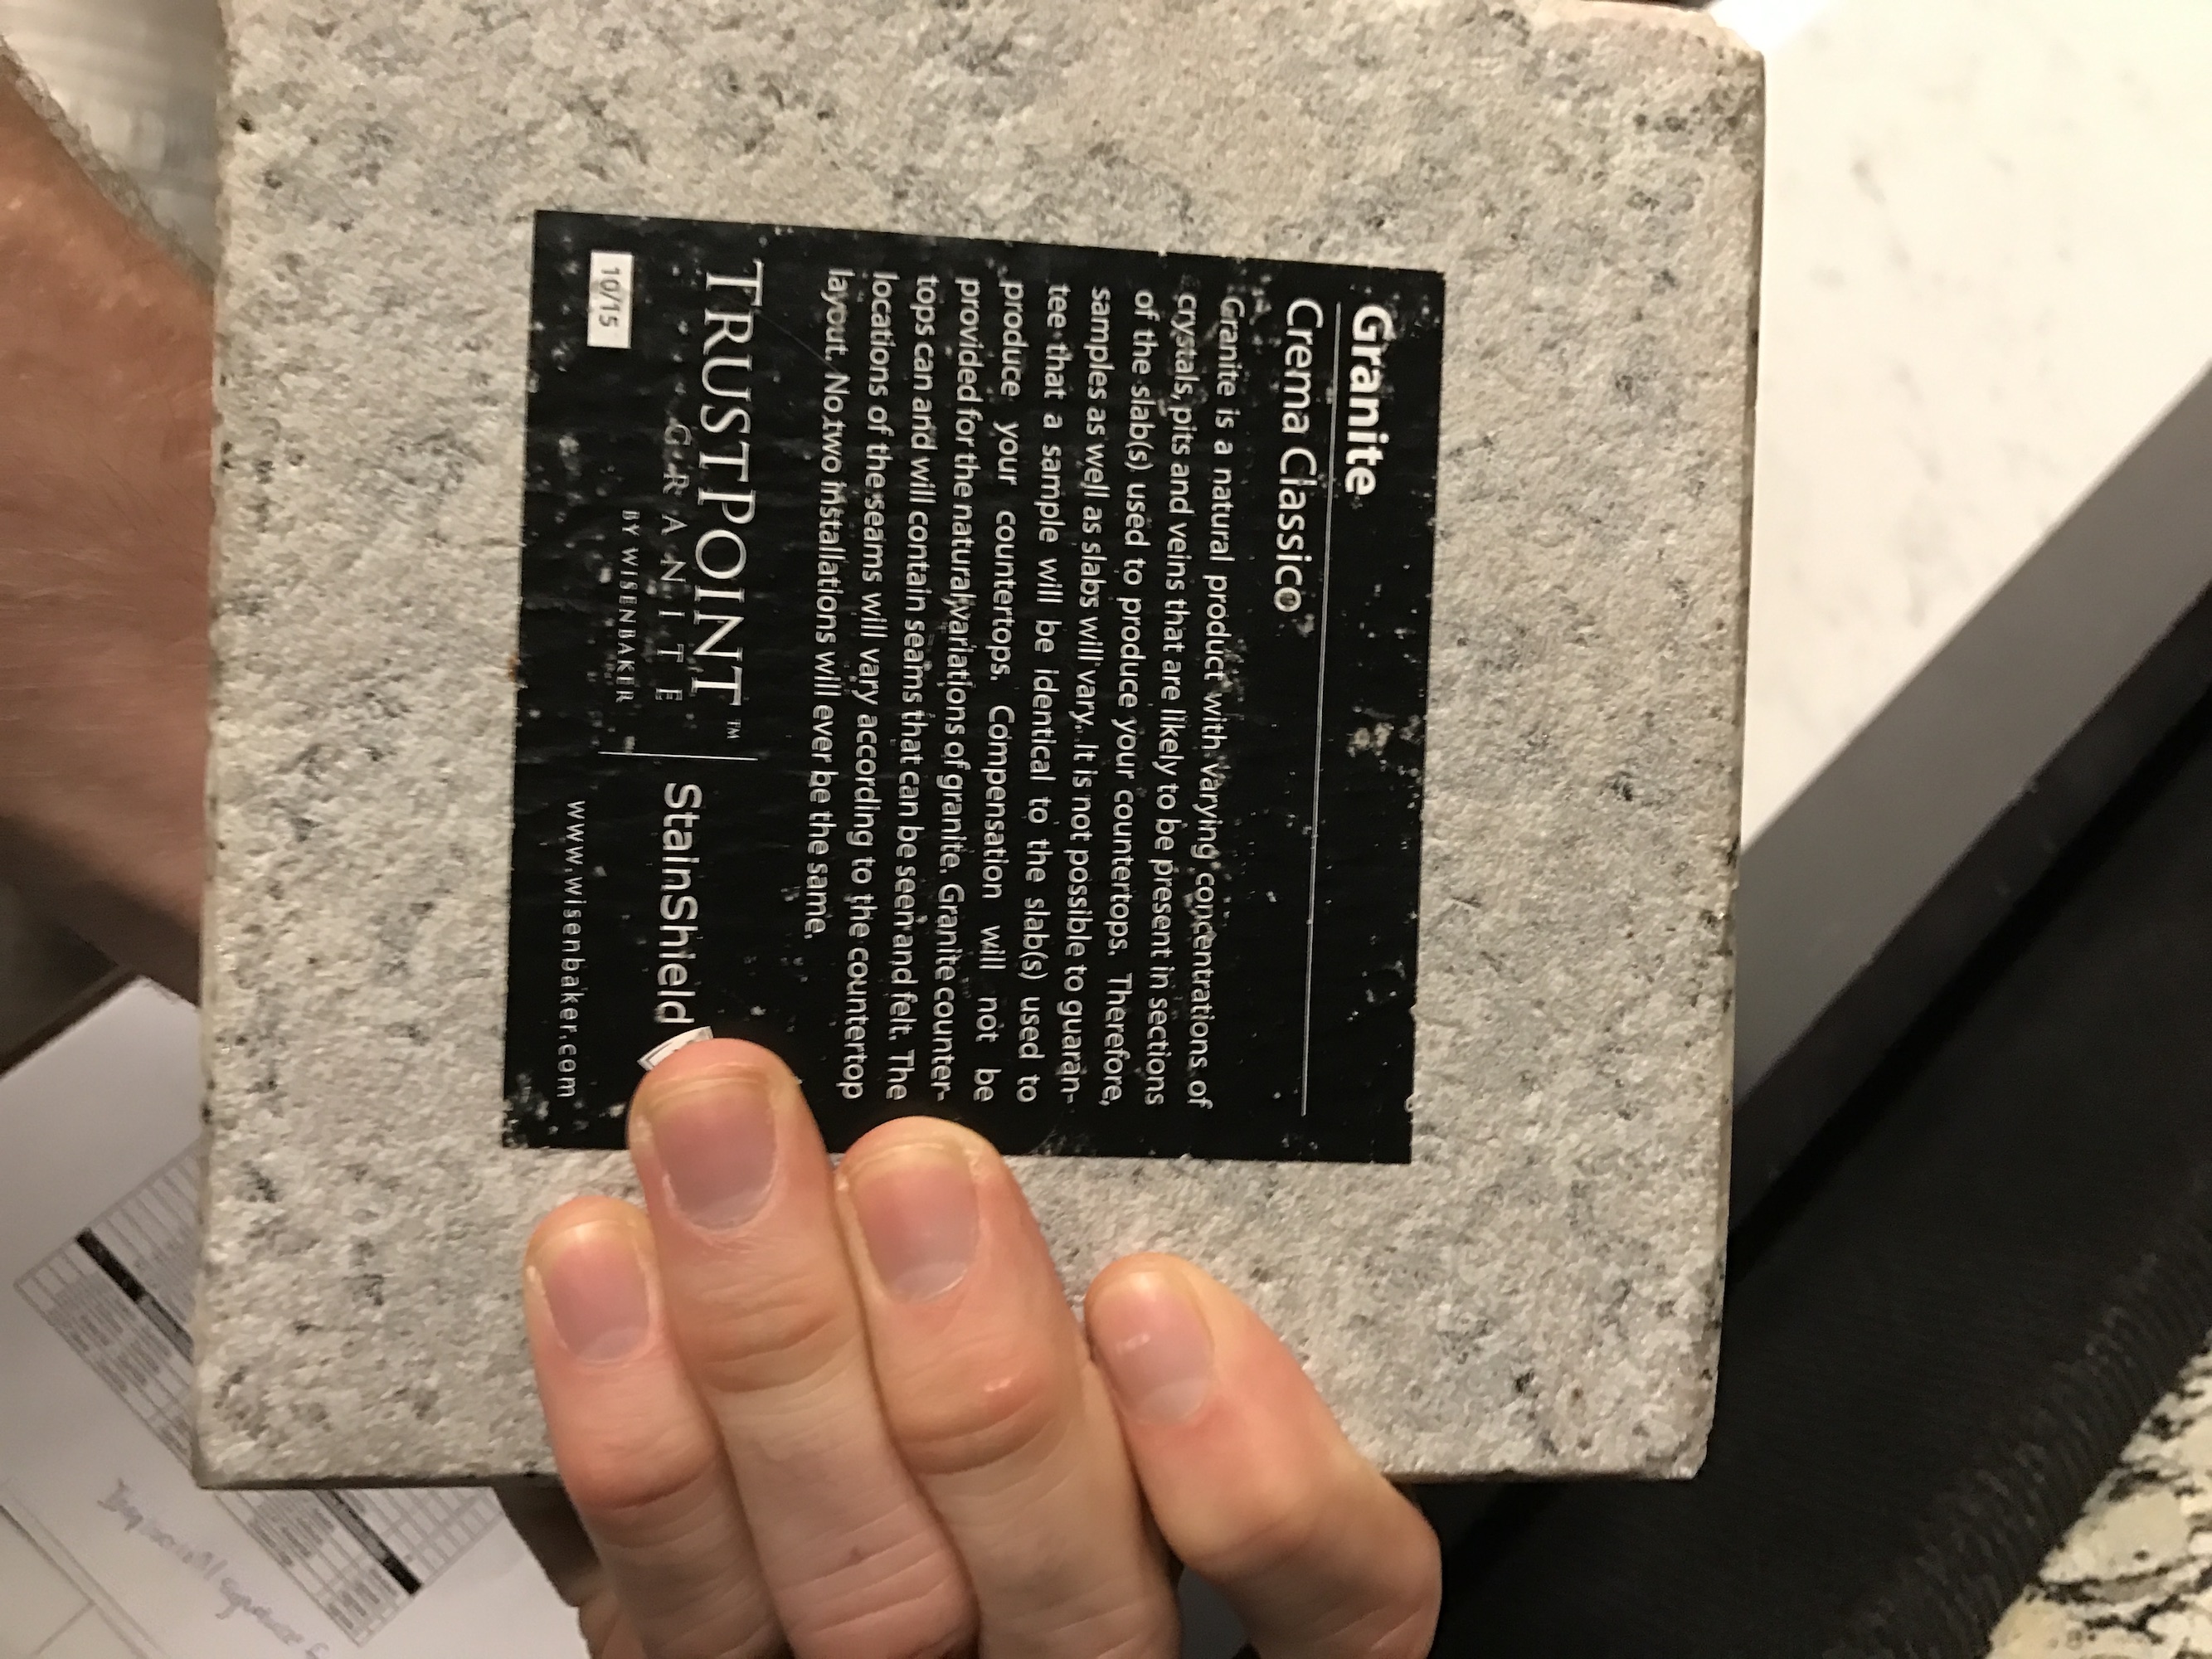 Granite
Crema Classico
Granite is a natural product with varying concentrations of
crystals, pits and veins that are likely to be present in sections
of the slab(s) used to produce your countertops. Therefore,
samples as well as slabs will vary. It is not possible to guaran-
tee that a sample will be identical to the slab(s) used to
produce your countertops. Compensation will not be
provided for the natural variations of granite. Granite counter-
tops can and will contain seams that can be seen and felt. The
locations of the seams will vary according to the countertop
layout. No two installations will ever be the same.
TRUSTPOINT™
GRANITE
BY WISENBAKER
StainShield
10/15
www.wisenbaker.com